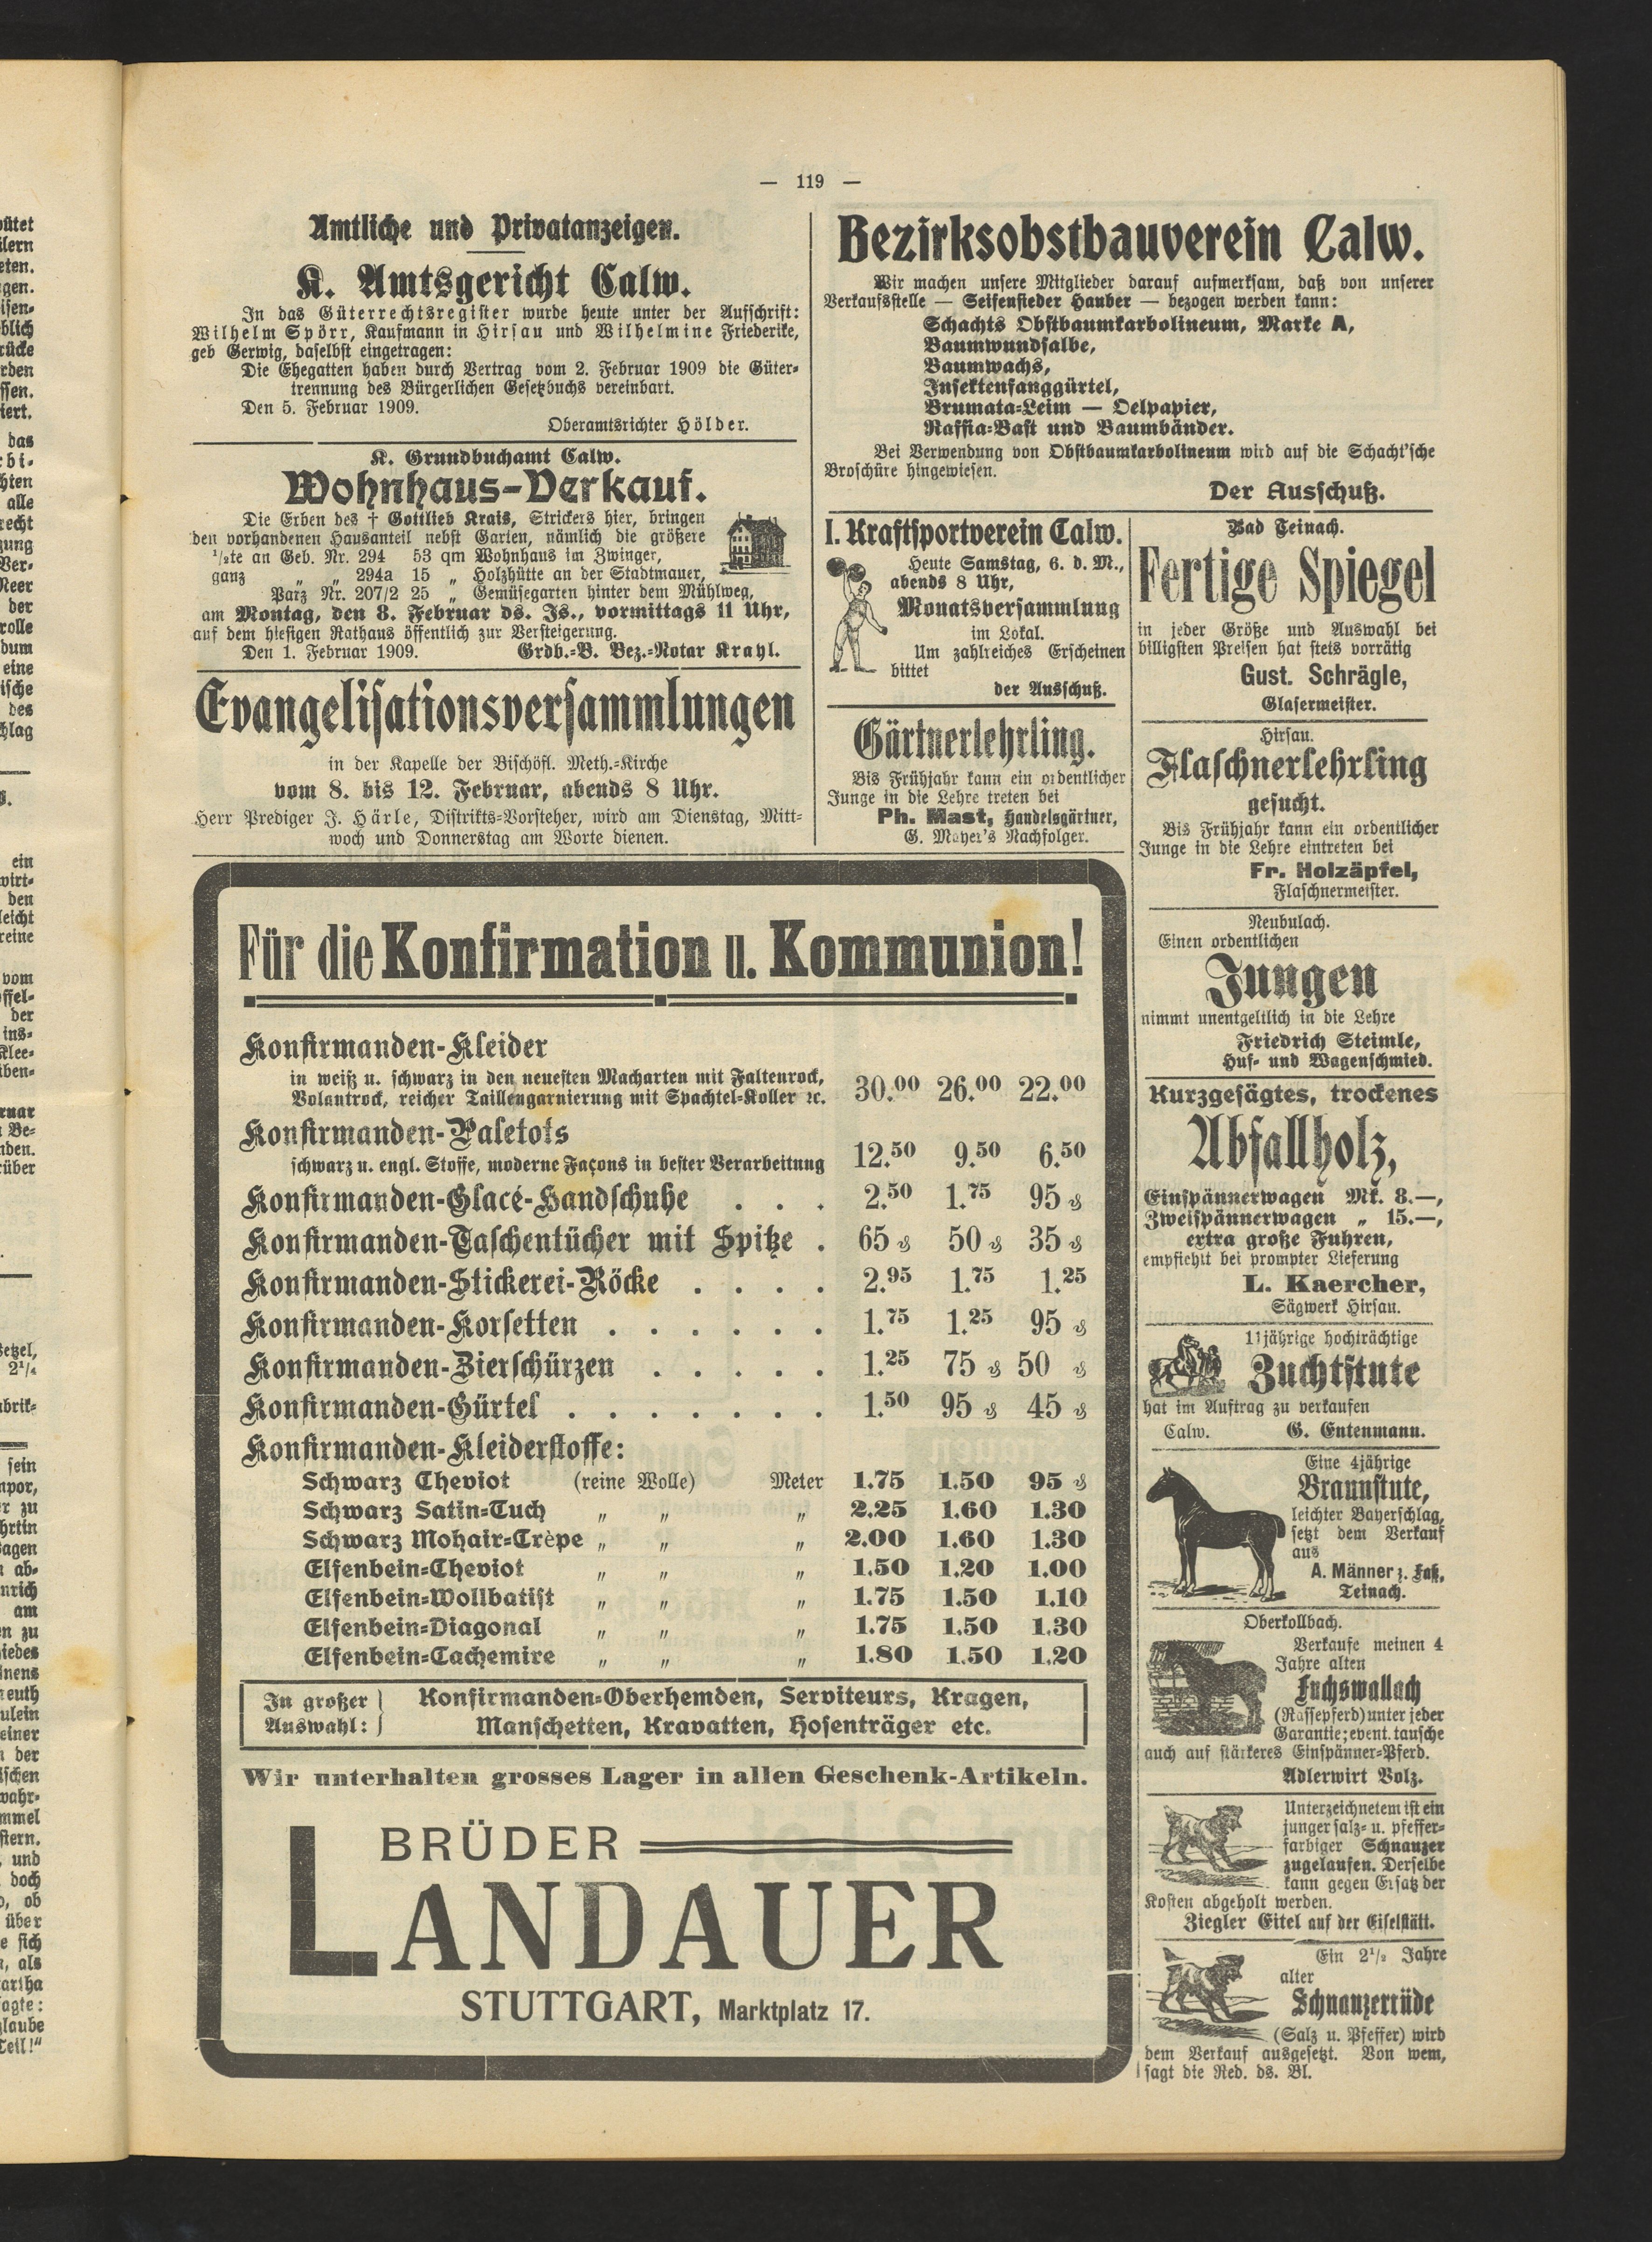 — 119 —
Amtliche und Privatanzeigen.
K. Amtsgericht Calw.
In das Güterrechtsregister wurde heute unter der Aufschrift:
Wilhelm Spörr, Kaufmann in Hirsau und Wilhelmine Friederike,
geb Gerwig, daselbst eingetragen:
Die Ehegatten haben durch Vertrag vom 2. Februar 1909 die Güter-
trennung des Bürgerlichen Gesetzbuchs vereinbart.
Den 5. Februar 1909.
Oberamtsrichter Hölder.
K. Grundbuchamt Calw.
Wohnhaus-Verkauf.
Die Erben des † Gottlieb Krais, Strickers hier, bringen
den vorhandenen Hausanteil nebst Garten, nämlich die größere
½te an Geb. Nr. 294 53 qm Wohnhaus im Zwinger,
ganz „ „ 294a 15 „ Holzhütte an der Stadtmauer,
Parz Nr. 207/2 25 „ Gemüsegarten hinter dem Mühlweg,
am Montag, den 8. Februar ds. Js., vormittags 11 Uhr,
auf dem hiesigen Rathaus öffentlich zur Versteigerung.
Den 1. Februar 1909. Grdb.-B. Bez.-Notar Krayl.
Evangelisationsversammlungen
in der Kapelle der Bischöfl. Meth.-Kirche
vom 8. bis 12. Februar, abends 8 Uhr.
Herr Prediger J. Härle, Distrikts-Vorsteher, wird am Dienstag, Mitt-
woch und Donnerstag am Worte dienen.
Bezirksobstbauverein Calw.
Wir machen unsere Mitglieder darauf aufmerksam, daß von unserer
Verkaufsstelle — Seifensieder Hauber — bezogen werden kann:
Schachts Obstbaumkarbolineum, Marke A,
Baumwundsalbe,
Baumwachs,
Insektenfanggürtel,
Brumata-Leim — Oelpapier,
Raffia-Bast und Baumbänder.
Bei Verwendung von Obstbaumkarbolineum wird auf die Schacht'sche
Broschüre hingewiesen.
Der Ausschuß.
I. Kraftsportverein Calw.
Heute Samstag, 6. d. M.,
abends 8 Uhr,
Monatsversammlung
im Lokal.
Um zahlreiches Erscheinen
bittet
der Ausschuß.
Gärtnerlehrling.
Bis Frühjahr kann ein ordentlicher
Junge in die Lehre treten bei
Ph. Mast, Handelsgärtner,
G. Mayer's Nachfolger.
Bad Teinach.
Fertige Spiegel
in jeder Größe und Auswahl bei
billigsten Preisen hat stets vorrätig
Gust. Schrägle,
Glasermeister.
Hirsau.
Flaschnerlehrling
gesucht.
Bis Frühjahr kann ein ordentlicher
Junge in die Lehre eintreten bei
Fr. Holzäpfel,
Flaschnermeister.
Neubulach.
Einen ordentlichen
Jungen
nimmt unentgeltlich in die Lehre
Friedrich Steimle,
Huf- und Wagenschmied.
Kurzgesägtes, trockenes
Abfallholz,
Einspännerwagen Mk. 8.—,
Zweispännerwagen „ 15.—,
extra große Fuhren,
empfiehlt bei prompter Lieferung
L. Kaercher,
Sägwerk Hirsau.
11jährige hochträchtige
Zuchtstute
hat im Auftrag zu verkaufen
Calw. G. Entenmann.
Eine 4jährige
Braunstute,
leichter Bayerschlag,
setzt dem Verkauf
aus
A. Männer z. Faß,
Teinach.
Oberkollbach.
Verkaufe meinen 4
Jahre alten
Fuchswallach
(Rassepferd) unter jeder
Garantie; event. tausche
auch auf stärkeres Einspänner-Pferd.
Adlerwirt Volz.
Unterzeichnetem ist ein
junger salz- u. pfeffer-
farbiger Schnauzer
zugelaufen. Derselbe
kann gegen Ersatz der
Kosten abgeholt werden.
Ziegler Eitel auf der Eiselstätt.
Ein 2½ Jahre
alter
Schnauzerrüde
(Salz u. Pfeffer) wird
dem Verkauf ausgesetzt. Von wem,
sagt die Red. ds. Bl.
Für die Konfirmation u. Kommunion!
Konfirmanden-Kleider
in weiß u. schwarz in den neuesten Macharten mit Faltenrock,
Volantrock, reicher Taillengarnierung mit Spachtel-Koller ꝛc. 30.00 26.00 22.00
Konfirmanden-Paletots
schwarz u. engl. Stoffe, moderne Façons in bester Verarbeitung 12.50 9.50 6.50
Konfirmanden-Glacé-Handschuhe . . . 2.50 1.75 95 ₰
Konfirmanden-Taschentücher mit Spitze . 65 ₰ 50 ₰ 35 ₰
Konfirmanden-Stickerei-Röcke . . . . 2.95 1.75 1.25
Konfirmanden-Korsetten . . . . . . 1.75 1.25 95 ₰
Konfirmanden-Zierschürzen . . . . . 1.25 75 ₰ 50 ₰
Konfirmanden-Gürtel . . . . . . . 1.50 95 ₰ 45 ₰
Konfirmanden-Kleiderstoffe:
Schwarz Cheviot (reine Wolle) Meter 1.75 1.50 95 ₰
Schwarz Satin-Tuch „ „ „ 2.25 1.60 1.30
Schwarz Mohair-Crèpe „ „ „ 2.00 1.60 1.30
Elfenbein-Cheviot „ „ „ 1.50 1.20 1.00
Elfenbein-Wollbatist „ „ „ 1.75 1.50 1.10
Elfenbein-Diagonal „ „ „ 1.75 1.50 1.30
Elfenbein-Cachemire „ „ „ 1.80 1.50 1.20
In großer Konfirmanden-Oberhemden, Serviteurs, Kragen,
Auswahl: Manschetten, Kravatten, Hosenträger etc.
Wir unterhalten grosses Lager in allen Geschenk-Artikeln.
BRÜDER
LANDAUER
STUTTGART, Marktplatz 17.